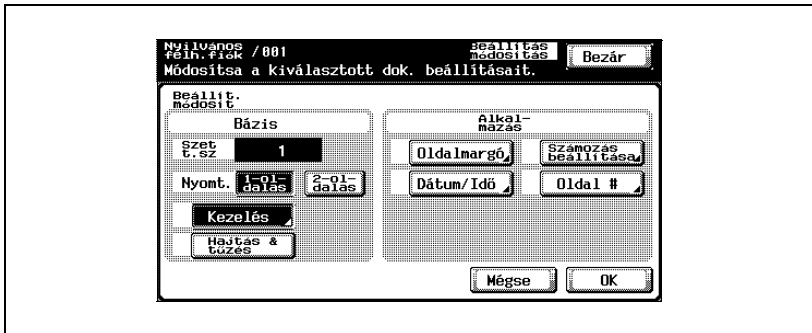 Nyilvános
félh.fiók /001
Beállítás
módosítás
Bezár
Módosítsa a kiválasztott dok. beállításait.
Beállít.
módosít
Bázis
Alkal-
mazás
Szet
t.sz
1
Oldalmargó
Számozás
beállítása
Nyomt.
1-ol-
dalas
2-ol-
dalas
Dátum/Idő
Oldal #
Kezelés
Hajtás &
tűzés
Mégse
OK